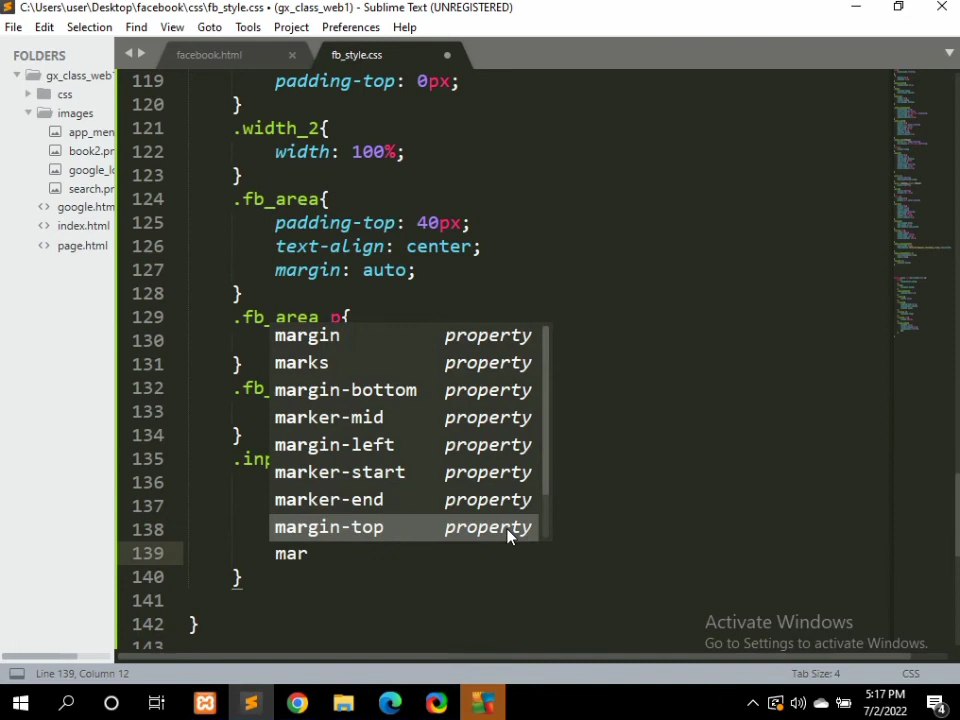 C:\Users\user\Desktop\facebook\css\fb_style.css • (gx_class_web1) - Sublime Text (UNREGISTERED)
File Edit Selection Find View Goto Tools Project Preferences Help
FOLDERS
gx_class_web1
css
images
app_men
book2.pr
google_lo
search.pr
google.htm
index.html
page.html
facebook.html
fb_style.css
119 padding-top: 0px;
120 }
121 .width_2{
122 width: 100%;
123 }
124 .fb_area{
125 padding-top: 40px;
126 text-align: center;
127 margin: auto;
128 }
129 .fb_area p{
130
131 }
132 .fb_
133
134 }
135 .inp
136
137
138
139 mar
140 }
141
142 }
143
margin property
marks property
margin-bottom property
marker-mid property
margin-left property
marker-start property
marker-end property
margin-top property
Activate Windows
Go to Settings to activate Windows.
Line 139, Column 12
Tab Size: 4
CSS
5:17 PM
7/2/2022
4